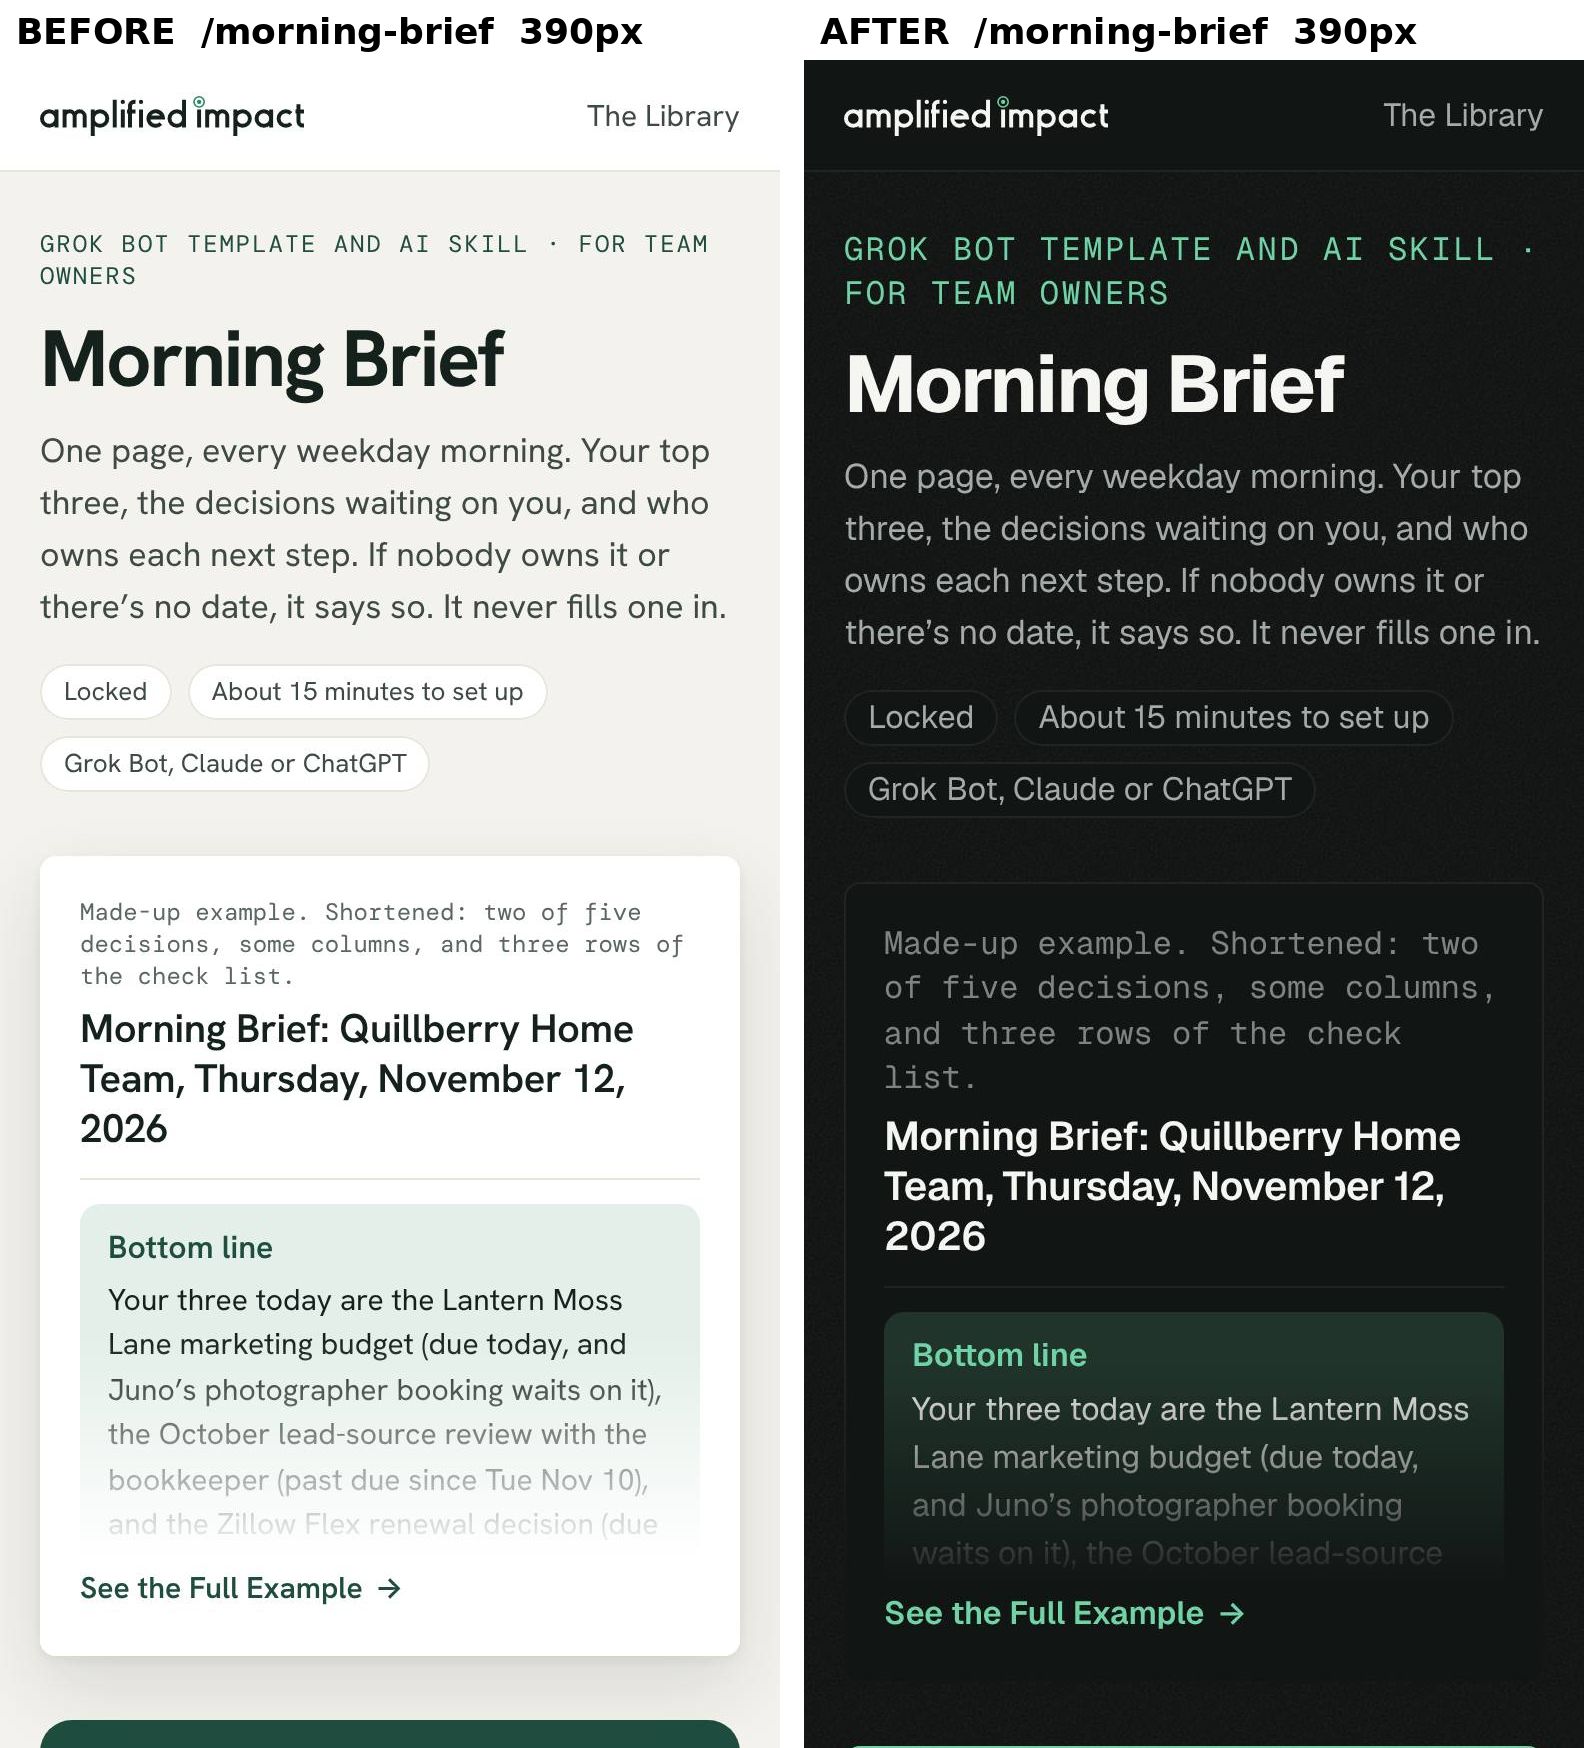 BEFORE /morning-brief 390px
amplified impact
The Library
GROK BOT TEMPLATE AND AI SKILL · FOR TEAM
OWNERS
Morning Brief
One page, every weekday morning. Your top
three, the decisions waiting on you, and who
owns each next step. If nobody owns it or
there’s no date, it says so. It never fills one in.
Locked
About 15 minutes to set up
Grok Bot, Claude or ChatGPT
Made-up example. Shortened: two of five
decisions, some columns, and three rows of
the check list.
Morning Brief: Quillberry Home
Team, Thursday, November 12,
2026
Bottom line
Your three today are the Lantern Moss
Lane marketing budget (due today, and
Juno’s photographer booking waits on it),
the October lead-source review with the
bookkeeper (past due since Tue Nov 10),
and the Zillow Flex renewal decision (due
See the Full Example →
AFTER /morning-brief 390px
amplified impact
The Library
GROK BOT TEMPLATE AND AI SKILL ·
FOR TEAM OWNERS
Morning Brief
One page, every weekday morning. Your top
three, the decisions waiting on you, and who
owns each next step. If nobody owns it or
there’s no date, it says so. It never fills one in.
Locked
About 15 minutes to set up
Grok Bot, Claude or ChatGPT
Made-up example. Shortened: two
of five decisions, some columns,
and three rows of the check
list.
Morning Brief: Quillberry Home
Team, Thursday, November 12,
2026
Bottom line
Your three today are the Lantern Moss
Lane marketing budget (due today,
and Juno’s photographer booking
waits on it), the October lead-source
See the Full Example →